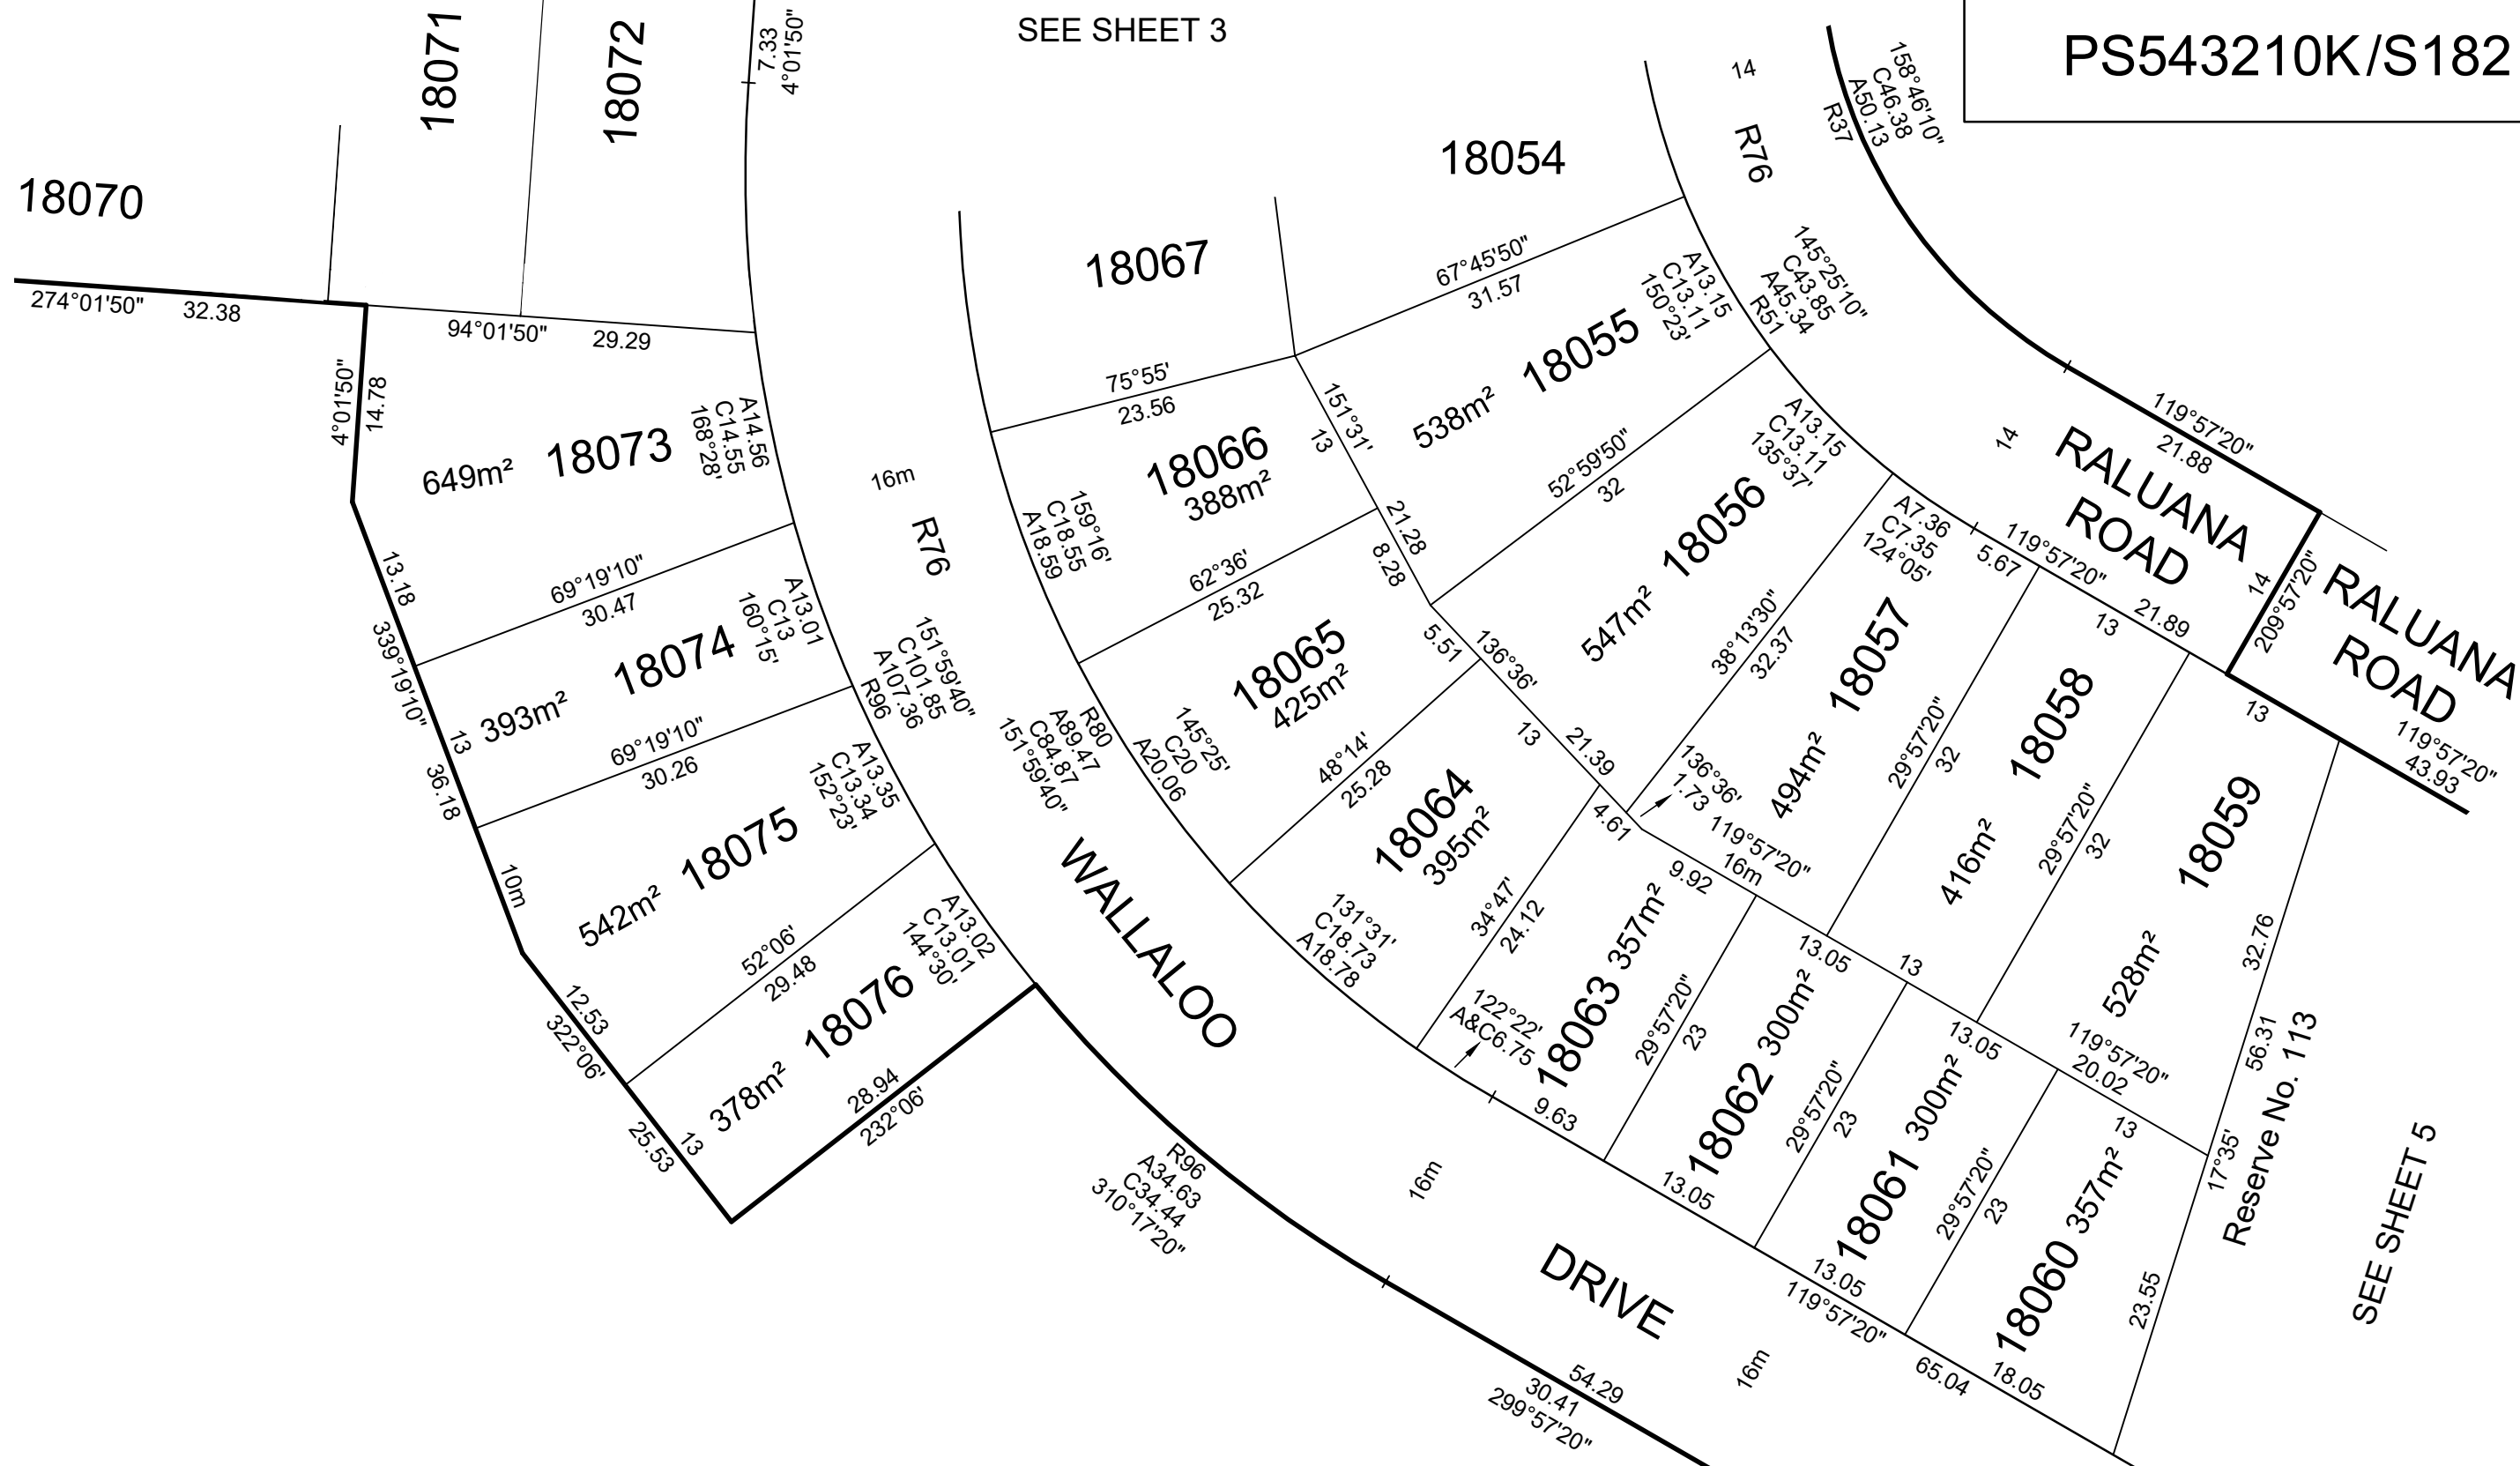 SEE SHEET 3
PS543210K/S182
18071
18072
7.33
4°01'50"
18070
274°01'50"
32.38
94°01'50"
29.29
4°01'50"
14.78
649m²
18073
A14.56
C14.55
168°28'
13.18
339°19'10"
69°19'10"
30.47
18074
393m²
A13.01
C13
160°15'
13
36.18
69°19'10"
30.26
18075
542m²
A13.35
C13.34
152°23'
10m
12.53
322°06'
52°06'
29.48
18076
378m²
A13.02
C13.01
144°30'
25.53
13
28.94
232°06'
16m
R76
151°59'40"
C101.85
A107.36
R96
R80
A89.47
C84.87
151°59'40"
WALLALOO
R96
A34.63
C34.44
310°17'20"
16m
DRIVE
16m
54.29
30.41
299°57'20"
18067
18054
14
R76
158°46'10"
C46.38
A50.13
R37
67°45'50"
31.57
A13.15
C13.11
150°23'
145°25'10"
C43.85
A45.34
R51
75°55'
23.56
151°31'
13
18055
538m²
18066
388m²
159°16'
C18.55
A18.59
21.28
8.28
62°36'
25.32
52°59'50"
32
A13.15
C13.11
135°37'
18056
547m²
18065
425m²
5.51
136°36'
145°25'
C20
A20.06
48°14'
25.28
13
21.39
38°13'30"
32.37
A7.36
C7.35
124°05'
5.67
119°57'20"
14
119°57'20"
21.88
RALUANA
ROAD
14
209°57'20"
RALUANA
ROAD
119°57'20"
43.93
13
21.89
13
18057
494m²
29°57'20"
32
18058
416m²
29°57'20"
32
18059
528m²
32.76
56.31
18064
395m²
4.61
136°36'
1.73
119°57'20"
16m
9.92
131°31'
C18.73
A18.78
34°47'
24.12
122°22'
A&C6.75
18063
357m²
9.63
29°57'20"
23
13.05
13
18062
300m²
13.05
29°57'20"
23
13.05
119°57'20"
20.02
18061
300m²
13.05
119°57'20"
29°57'20"
23
13
18060
357m²
65.04
18.05
17°35'
23.55
Reserve No. 113
SEE SHEET 5